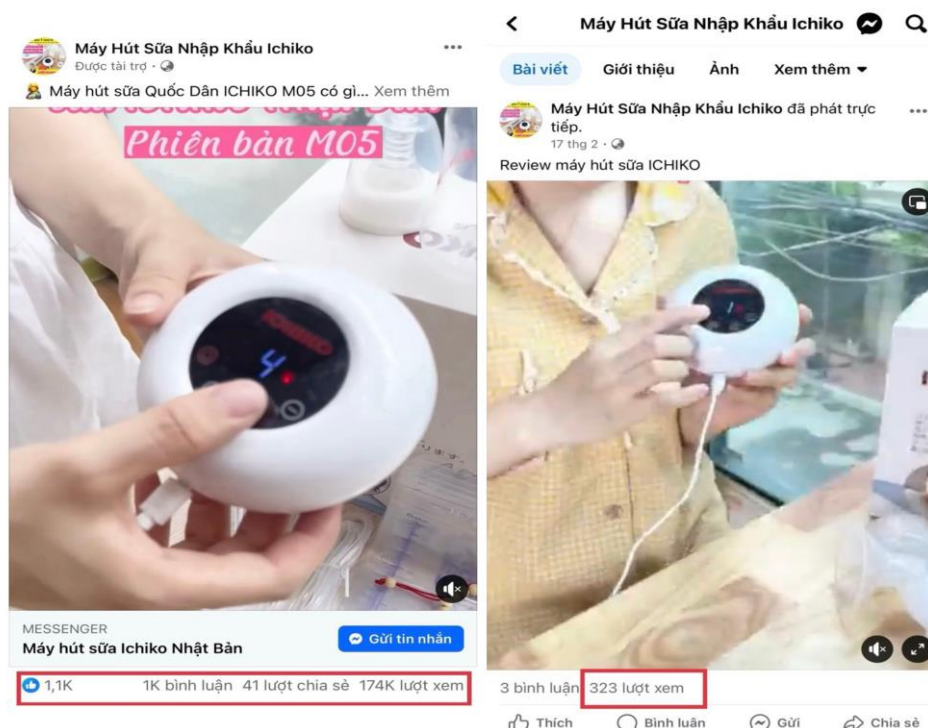 Máy Hút Sữa Nhập Khẩu Ichiko
Được tài trợ
Máy hút sữa Quốc Dân ICHIKO M05 có gì... Xem thêm
Phiên bản M05
ICHIKO
4
MESSENGER
Máy hút sữa Ichiko Nhật Bản
Gửi tin nhắn
1,1K 1K bình luận 41 lượt chia sẻ 174K lượt xem
Máy Hút Sữa Nhập Khẩu Ichiko
Bài viết Giới thiệu Ảnh Xem thêm
Máy Hút Sữa Nhập Khẩu Ichiko đã phát trực
tiếp.
17 thg 2
Review máy hút sữa ICHIKO
1
3 bình luận 323 lượt xem
Thích Bình luận Gửi Chia sẻ